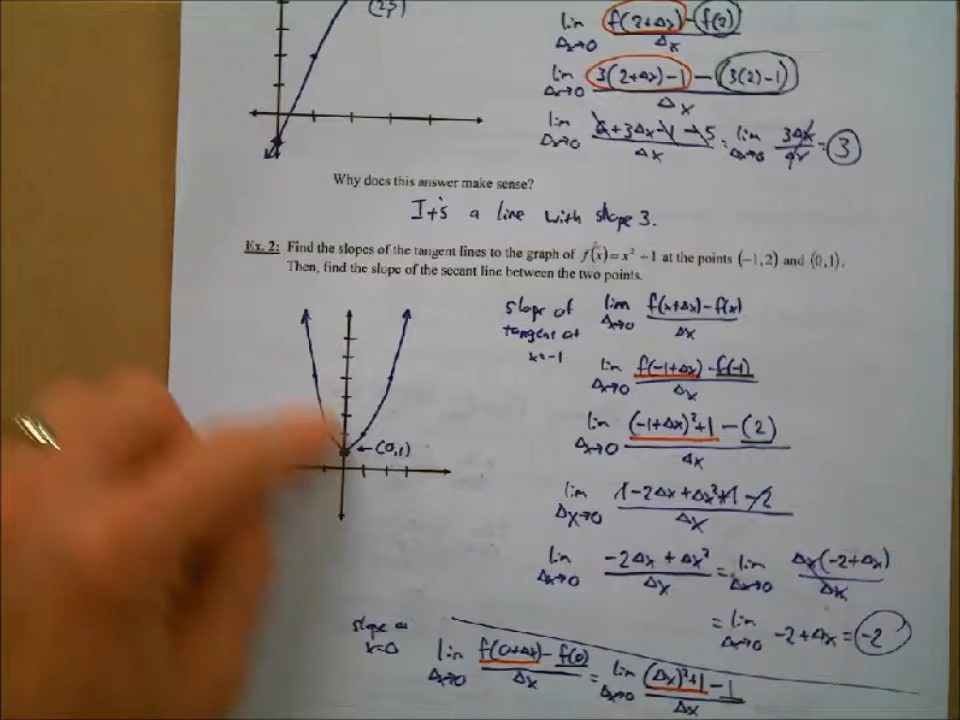 (2,5)
lim f(2+Δx)-f(2)
Δx→0 Δx
lim 3(2+Δx)-1 - (3(2)-1)
Δx→0 Δx
lim 6+3Δx-1-5 = lim 3Δx = 3
Δx→0 Δx Δx→0 Δx
Why does this answer make sense?
It's a line with slope 3.
Ex. 2: Find the slopes of the tangent lines to the graph of f(x)=x²+1 at the points (-1,2) and (0,1).
Then, find the slope of the secant line between the two points.
slope of tangent at x=-1
lim f(x+Δx)-f(x)
Δx→0 Δx
lim f(-1+Δx)-f(-1)
Δx→0 Δx
lim (-1+Δx)²+1-(2)
Δx→0 Δx
←(0,1)
lim 1-2Δx+Δx²+1-2
Δx→0 Δx
lim -2Δx+Δx² = lim Δx(-2+Δx)
Δx→0 Δx Δx→0 Δx
= lim -2+Δx = -2
Δx→0
slope at x=0
lim f(0+Δx)-f(0) = lim (Δx)²+1-1
Δx→0 Δx Δx→0 Δx